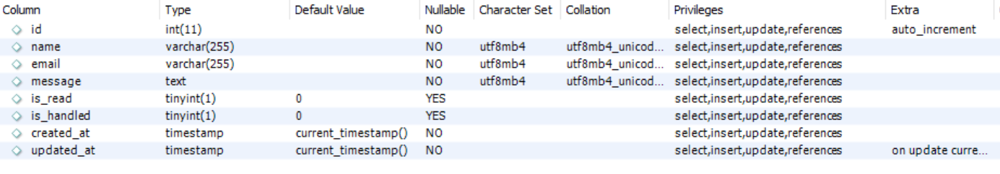 Column Type Default Value Nullable Character Set Collation Privileges Extra
id int(11) NO select,insert,update,references auto_increment
name varchar(255) NO utf8mb4 utf8mb4_unicod... select,insert,update,references
email varchar(255) NO utf8mb4 utf8mb4_unicod... select,insert,update,references
message text NO utf8mb4 utf8mb4_unicod... select,insert,update,references
is_read tinyint(1) 0 YES select,insert,update,references
is_handled tinyint(1) 0 YES select,insert,update,references
created_at timestamp current_timestamp() NO select,insert,update,references
updated_at timestamp current_timestamp() NO select,insert,update,references on update curre...